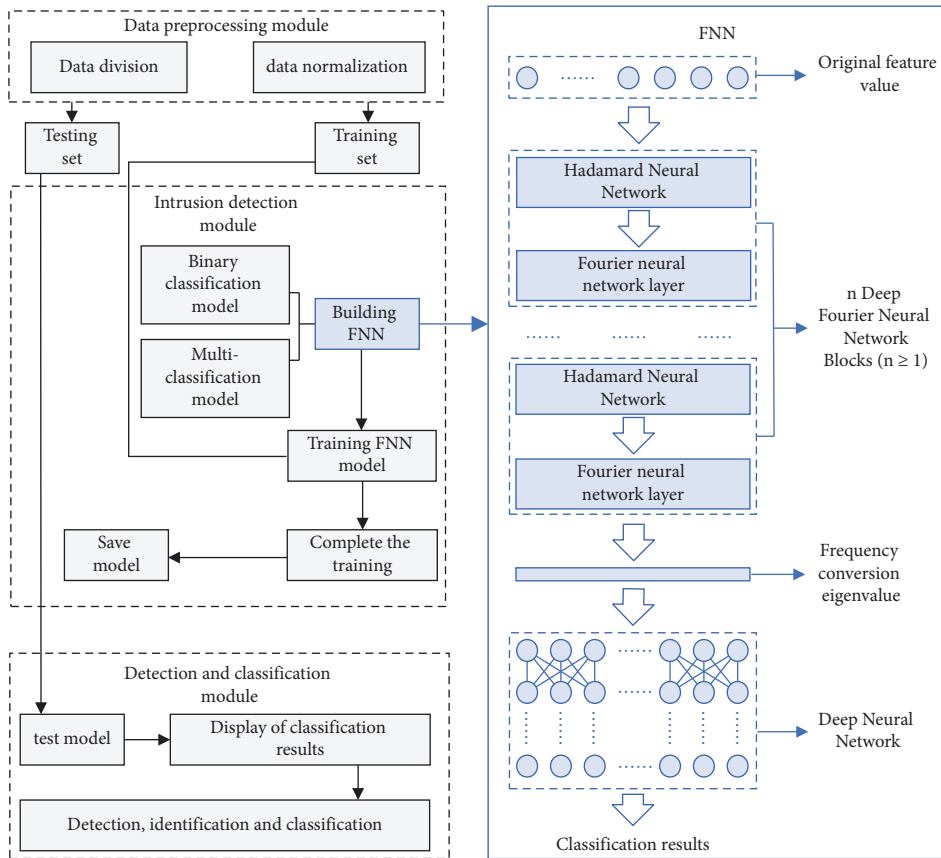 Data preprocessing module
Data division
data normalization
Testing
set
Training
set
Intrusion detection
module
Binary
classification
model
Multi-
classification
model
Building
FNN
Training FNN
model
Complete the
training
Save
model
Detection and classification
module
test model
Display of classification
results
Detection, identification and classification
FNN
...... 
Original feature
value
Hadamard Neural
Network
Fourier neural
network layer
...... ...... ......
Hadamard Neural
Network
Fourier neural
network layer
n Deep
Fourier Neural
Network
Blocks (n ≥ 1)
Frequency
conversion
eigenvalue
......
......
......
Deep Neural
Network
Classification results